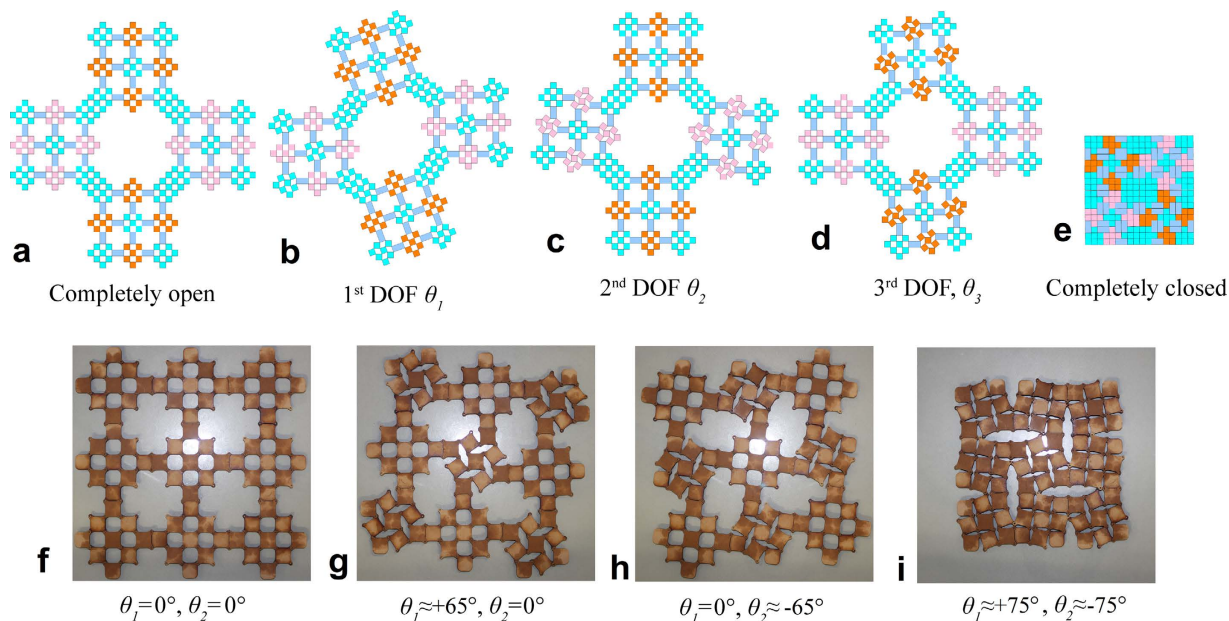 a b c d e
Completely open 1st DOF θ1 2nd DOF θ2 3rd DOF, θ3 Completely closed
f g h i
θ1=0°, θ2=0° θ1≈+65°, θ2=0° θ1=0°, θ2≈-65° θ1≈+75°, θ2≈-75°